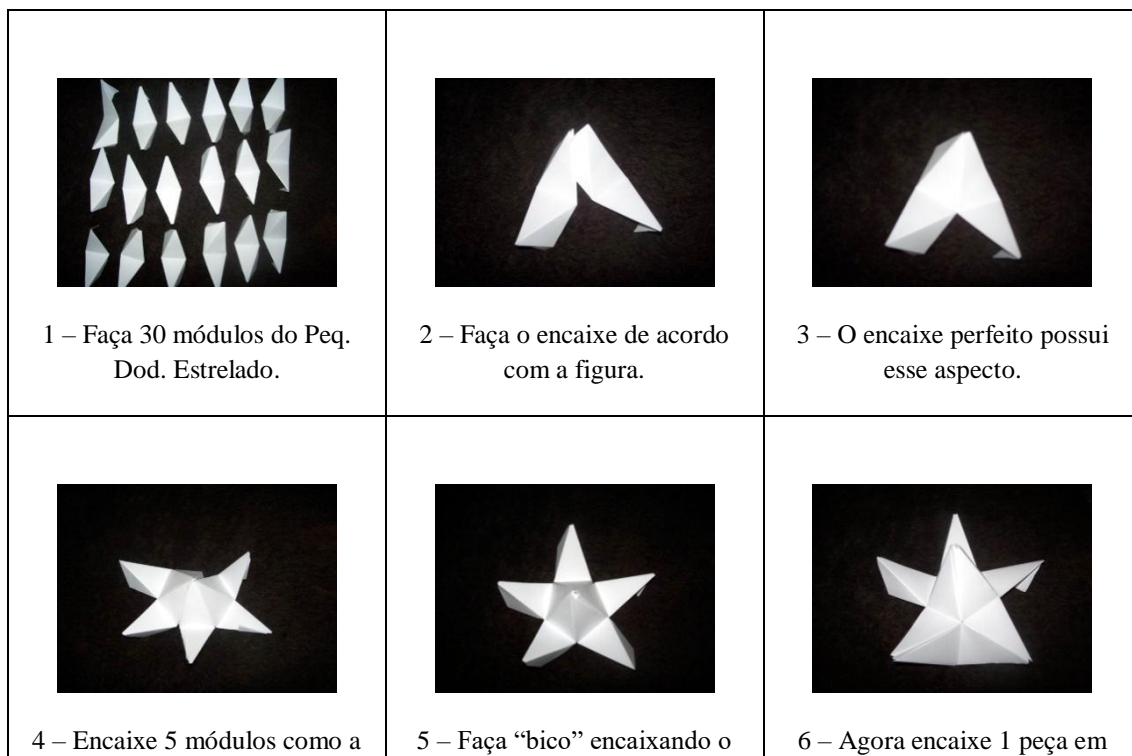 1 – Faça 30 módulos do Peq.
Dod. Estrelado.
2 – Faça o encaixe de acordo
com a figura.
3 – O encaixe perfeito possui
esse aspecto.
4 – Encaixe 5 módulos como a
5 – Faça “bico” encaixando o
6 – Agora encaixe 1 peça em